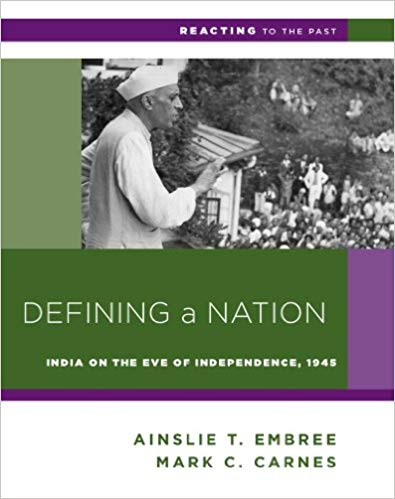 REACTING TO THE PAST
DEFINING a NATION
INDIA ON THE EVE OF INDEPENDENCE, 1945
AINSLIE T. EMBREE
MARK C. CARNES